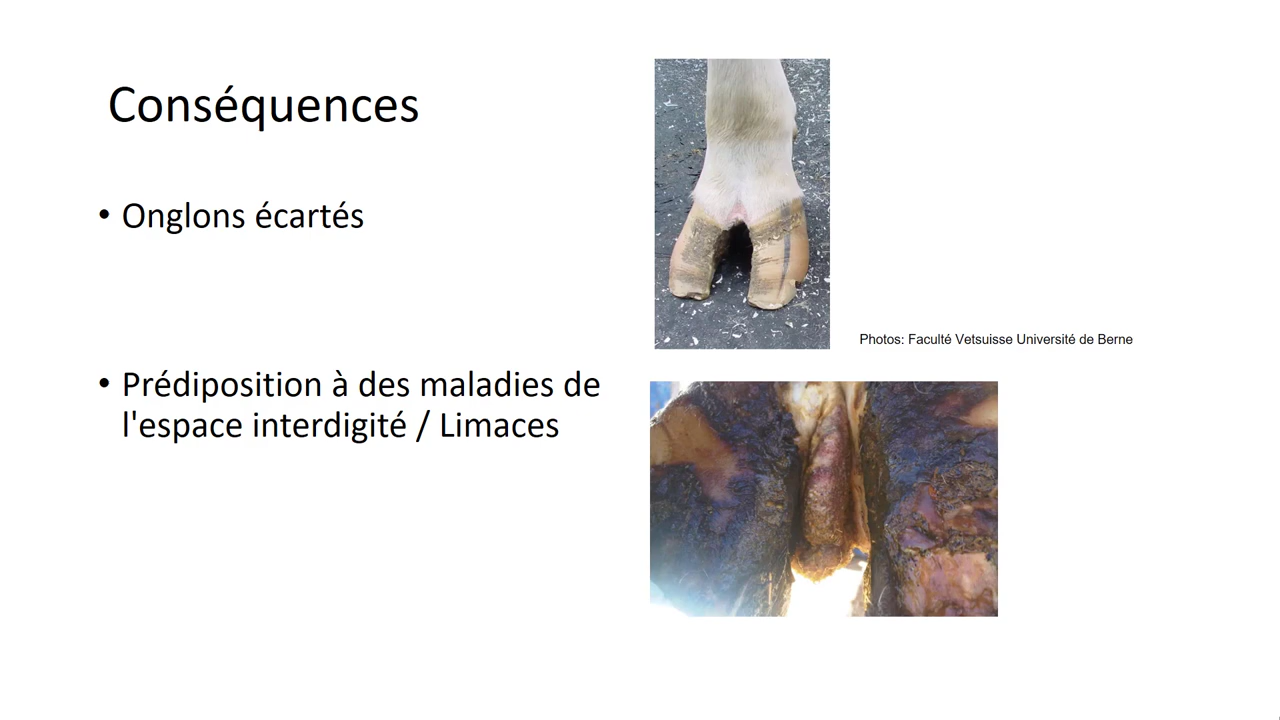 Conséquences
• Onglons écartés
Photos: Faculté Vetsuisse Université de Berne
• Prédiposition à des maladies de
l'espace interdigité / Limaces